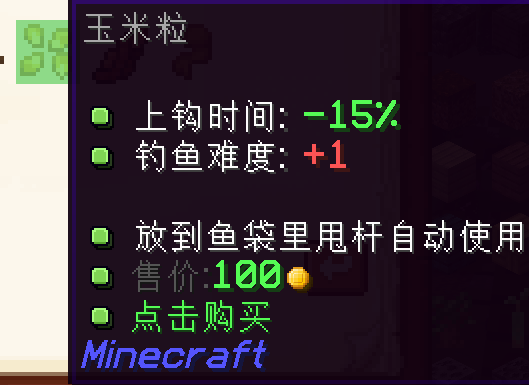 玉米粒
上钩时间: -15%
钓鱼难度: +1
放到鱼袋里甩杆自动使用
售价:100
点击购买
Minecraft